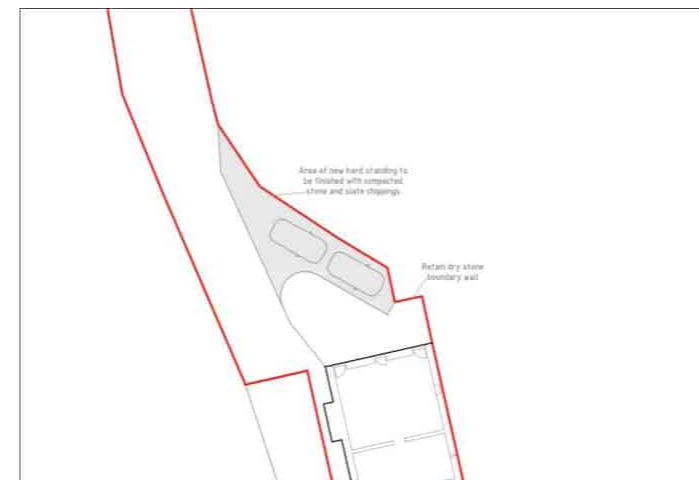 Area of new hard standing to
be finished with compacted
stone and slate chippings.
Retain dry stone
boundary wall